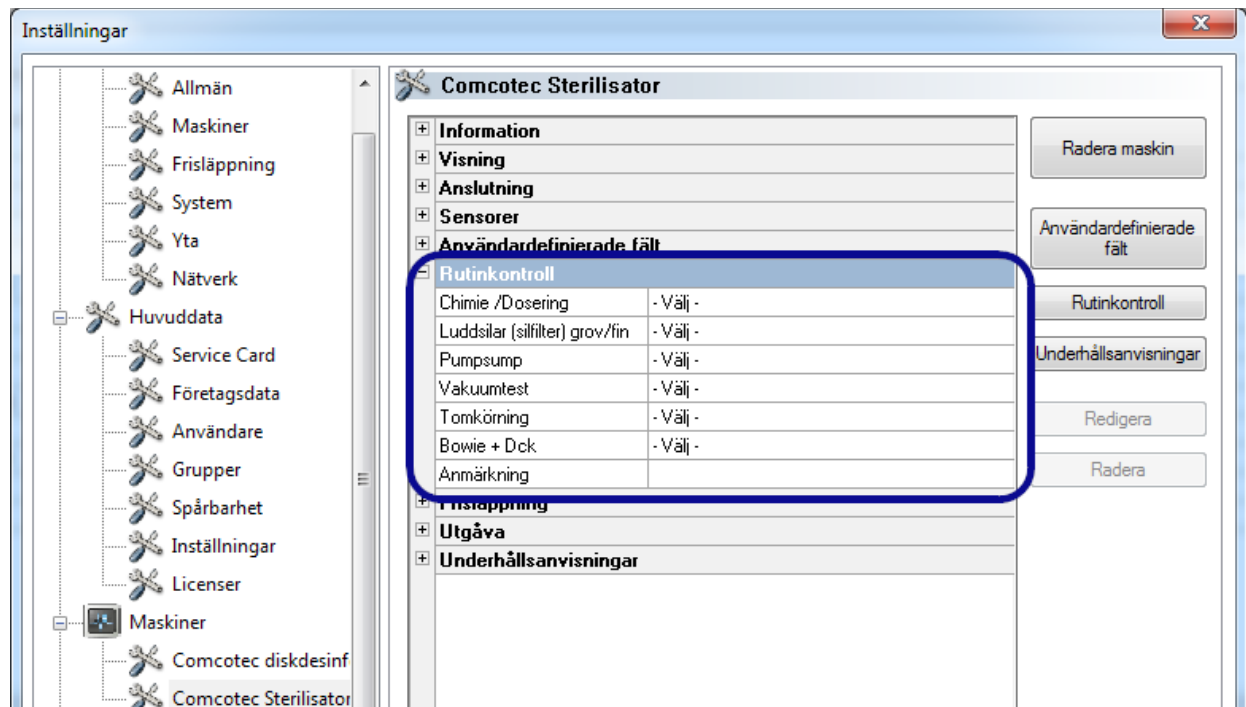 Inställningar
Allmän
Maskiner
Frisläppning
System
Yta
Nätverk
Huvuddata
Service Card
Företagsdata
Användare
Grupper
Spårbarhet
Inställningar
Licenser
Maskiner
Comcotec diskdesinf
Comcotec Sterilisator
Comcotec Sterilisator
Information
Visning
Anslutning
Sensorer
Användardefinierade fält
Rutinkontroll
Chimie /Dosering - Välj -
Luddsilar (silfilter) grov/fin - Välj -
Pumpsump - Välj -
Vakuumtest - Välj -
Tomkörning - Välj -
Bowie + Dck - Välj -
Anmärkning
Frisläppning
Utgåva
Underhållsanvisningar
Radera maskin
Användardefinierade
fält
Rutinkontroll
Underhållsanvisningar
Redigera
Radera